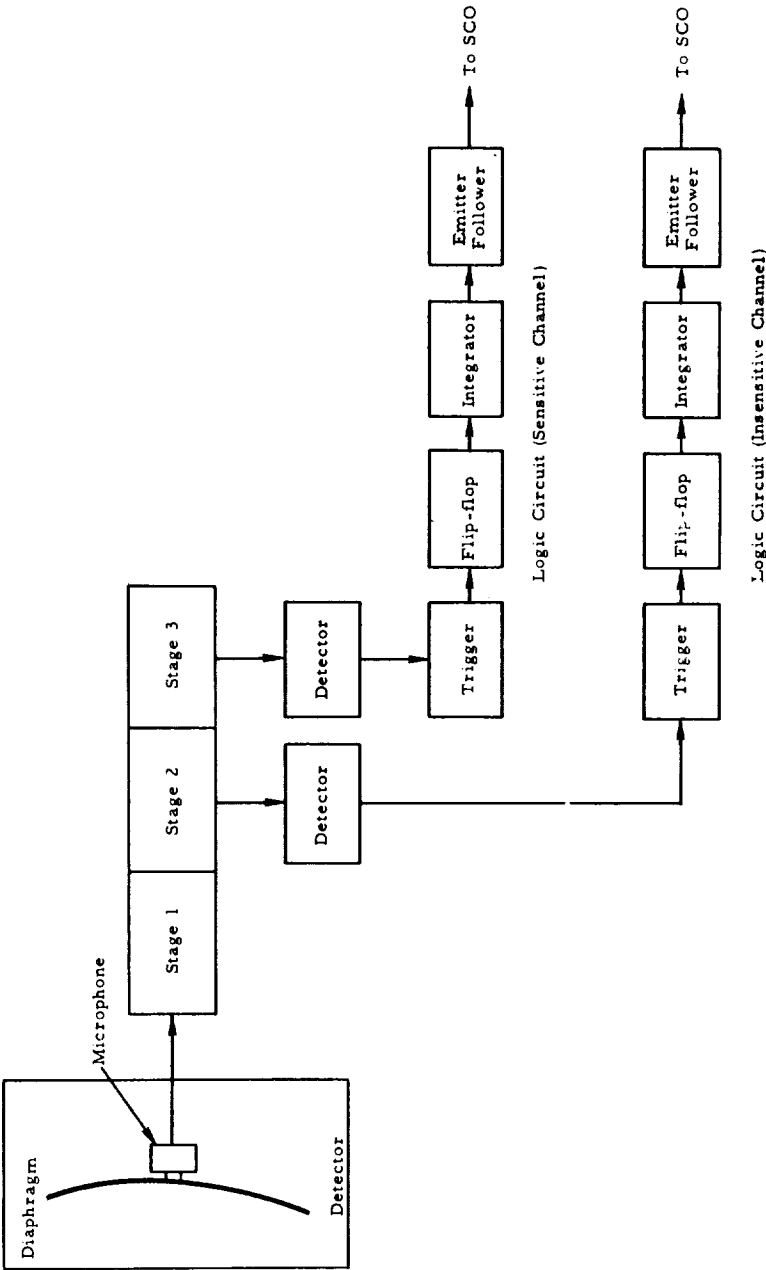 Diaphragm
Microphone
Detector
Stage 1
Stage 2
Stage 3
Detector
Detector
Trigger
Flip-flop
Integrator
Emitter
Follower
To SCO
Logic Circuit (Sensitive Channel)
Trigger
Flip-flop
Integrator
Emitter
Follower
To SCO
Logic Circuit (Insensitive Channel)